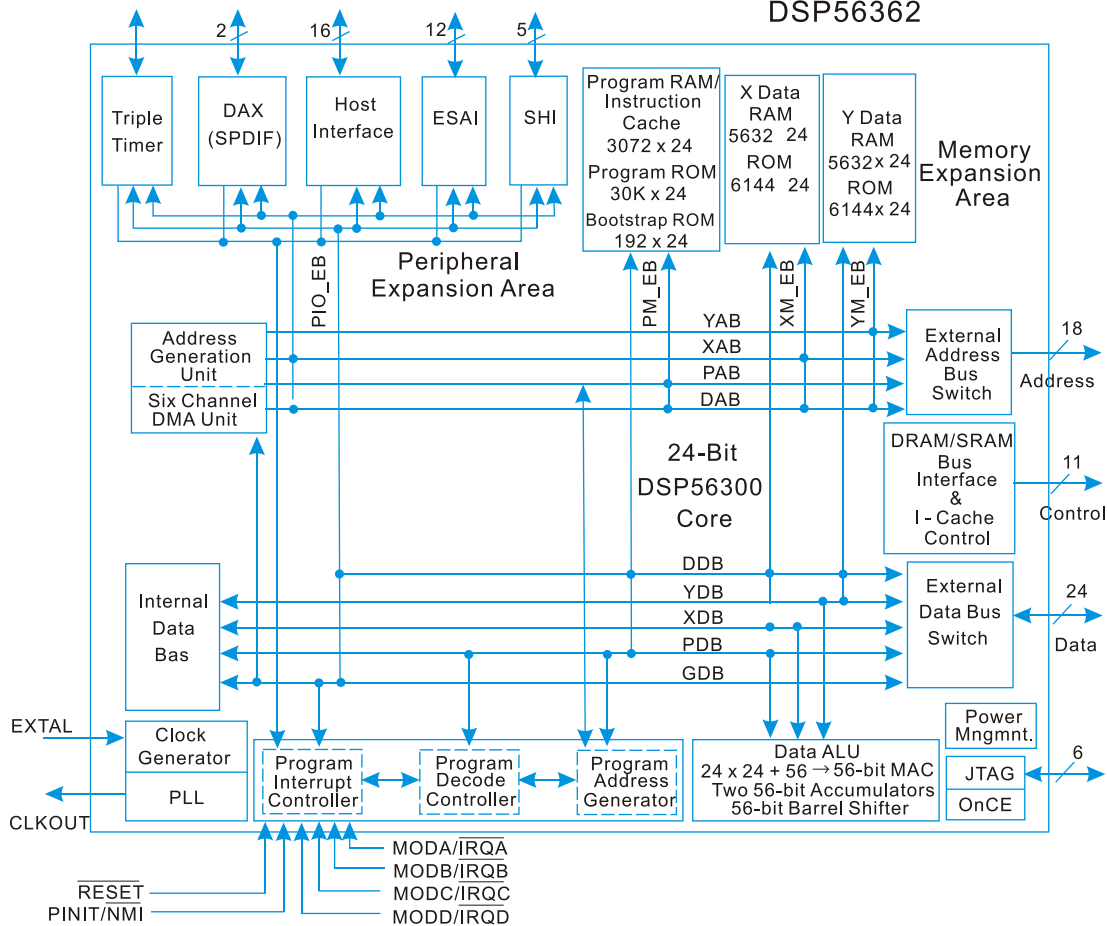 DSP56362
2
16
12
5
Triple
Timer
DAX
(SPDIF)
Host
Interface
ESAI
SHI
Program RAM/
Instruction
Cache
3072 x 24
Program ROM
30K x 24
Bootstrap ROM
192 x 24
X Data
RAM
5632 24
ROM
6144 24
Y Data
RAM
5632 x 24
ROM
6144 x 24
Memory
Expansion
Area
Peripheral
Expansion Area
PIO_EB
PM_EB
XM_EB
YM_EB
Address
Generation
Unit
Six Channel
DMA Unit
YAB
XAB
PAB
DAB
External
Address
Bus
Switch
18
Address
24-Bit
DSP56300
Core
DRAM/SRAM
Bus
Interface
&
I - Cache
Control
11
Control
Internal
Data
Bas
DDB
YDB
XDB
PDB
GDB
External
Data Bus
Switch
24
Data
EXTAL
Clock
Generator
PLL
CLKOUT
Program
Interrupt
Controller
Program
Decode
Controller
Program
Address
Generator
Data ALU
24 x 24 + 56 → 56-bit MAC
Two 56-bit Accumulators
56-bit Barrel Shifter
Power
Mngmnt.
JTAG
OnCE
6
RESET
PINIT/NMI
MODA/IRQA
MODB/IRQB
MODC/IRQC
MODD/IRQD